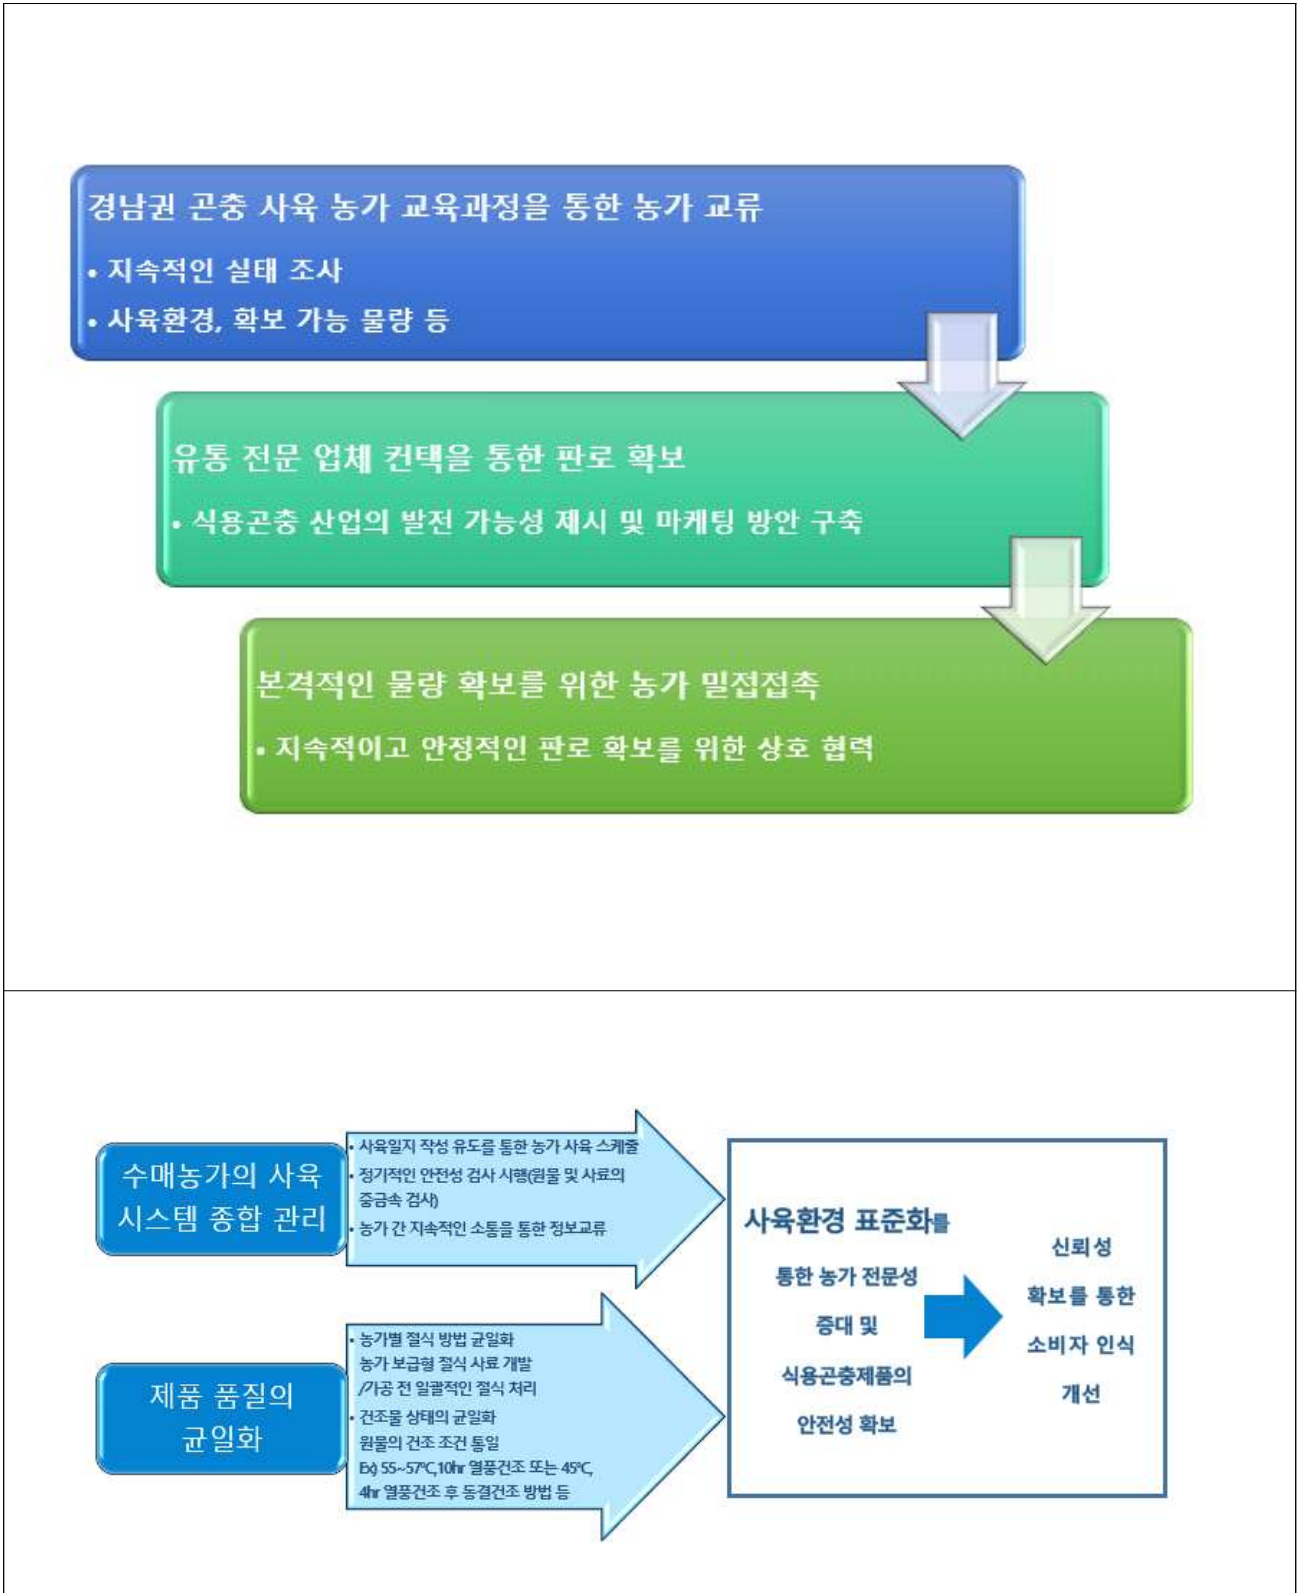 경남권 곤충 사육 농가 교육과정을 통한 농가 교류
• 지속적인 실태 조사
• 사육환경, 확보 가능 물량 등
유통 전문 업체 컨택을 통한 판로 확보
• 식용곤충 산업의 발전 가능성 제시 및 마케팅 방안 구축
본격적인 물량 확보를 위한 농가 밀접접촉
• 지속적이고 안정적인 판로 확보를 위한 상호 협력
수매농가의 사육
시스템 종합 관리
• 사육일지 작성 유도를 통한 농가 사육 스케줄
• 정기적인 안전성 검사 시행(원물 및 사료의
중금속 검사)
• 농가 간 지속적인 소통을 통한 정보교류
제품 품질의
균일화
• 농가별 절식 방법 균일화
농가 보급형 절식 사료 개발
/가공 전 일괄적인 절식 처리
• 건조물 상태의 균일화
원물의 건조 조건 통일
Ex) 55~57℃,10hr 열풍건조 또는 45℃,
4hr 열풍건조 후 동결건조 방법 등
사육환경 표준화를
통한 농가 전문성
증대 및
식용곤충제품의
안전성 확보
신뢰성
확보를 통한
소비자 인식
개선